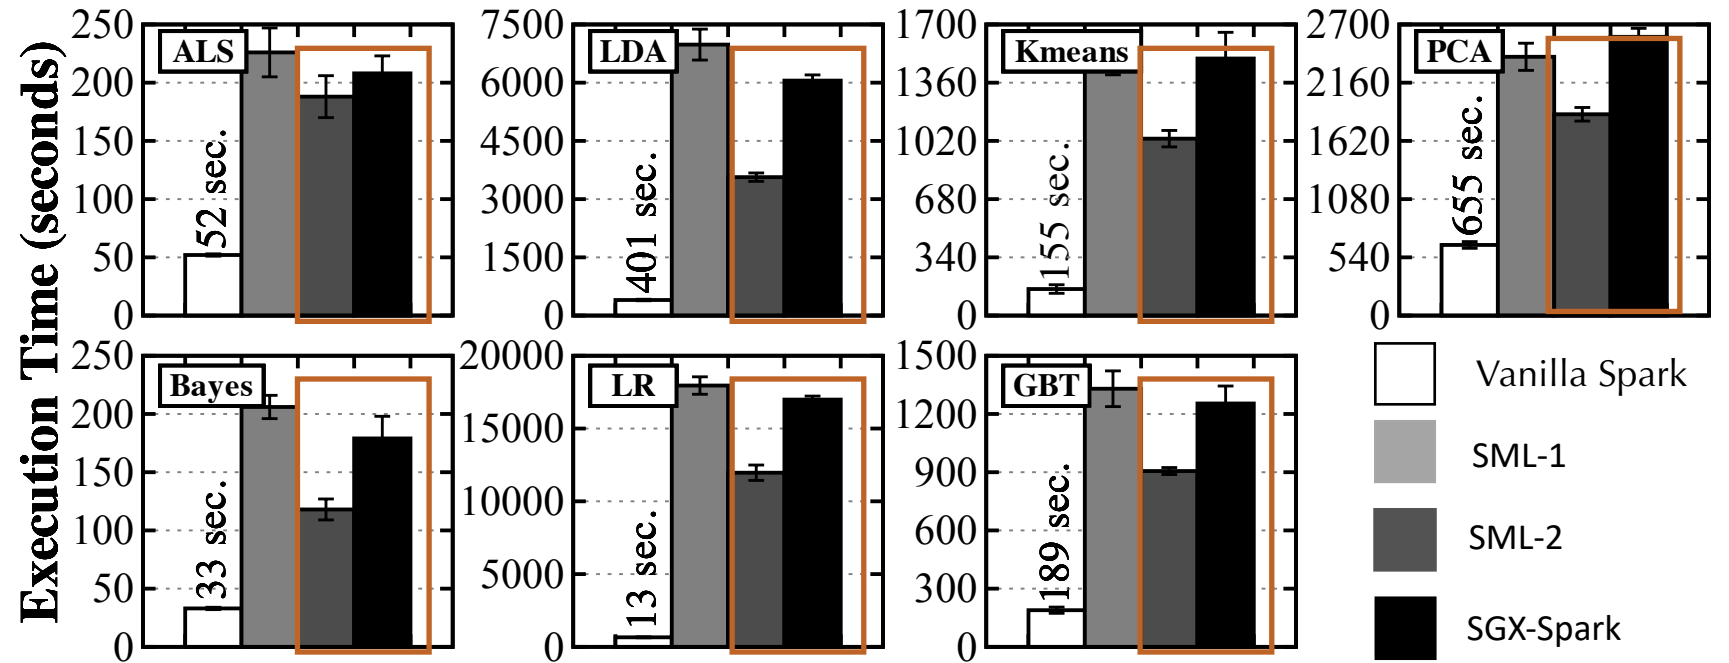 Execution Time (seconds)
ALS
250
200
150
100
50
0
52 sec.
LDA
7500
6000
4500
3000
1500
0
401 sec.
Kmeans
1700
1360
1020
680
340
0
155 sec.
PCA
2700
2160
1620
1080
540
0
655 sec.
Bayes
250
200
150
100
50
0
33 sec.
LR
20000
15000
10000
5000
0
13 sec.
GBT
1500
1200
900
600
300
0
189 sec.
Vanilla Spark
SML-1
SML-2
SGX-Spark